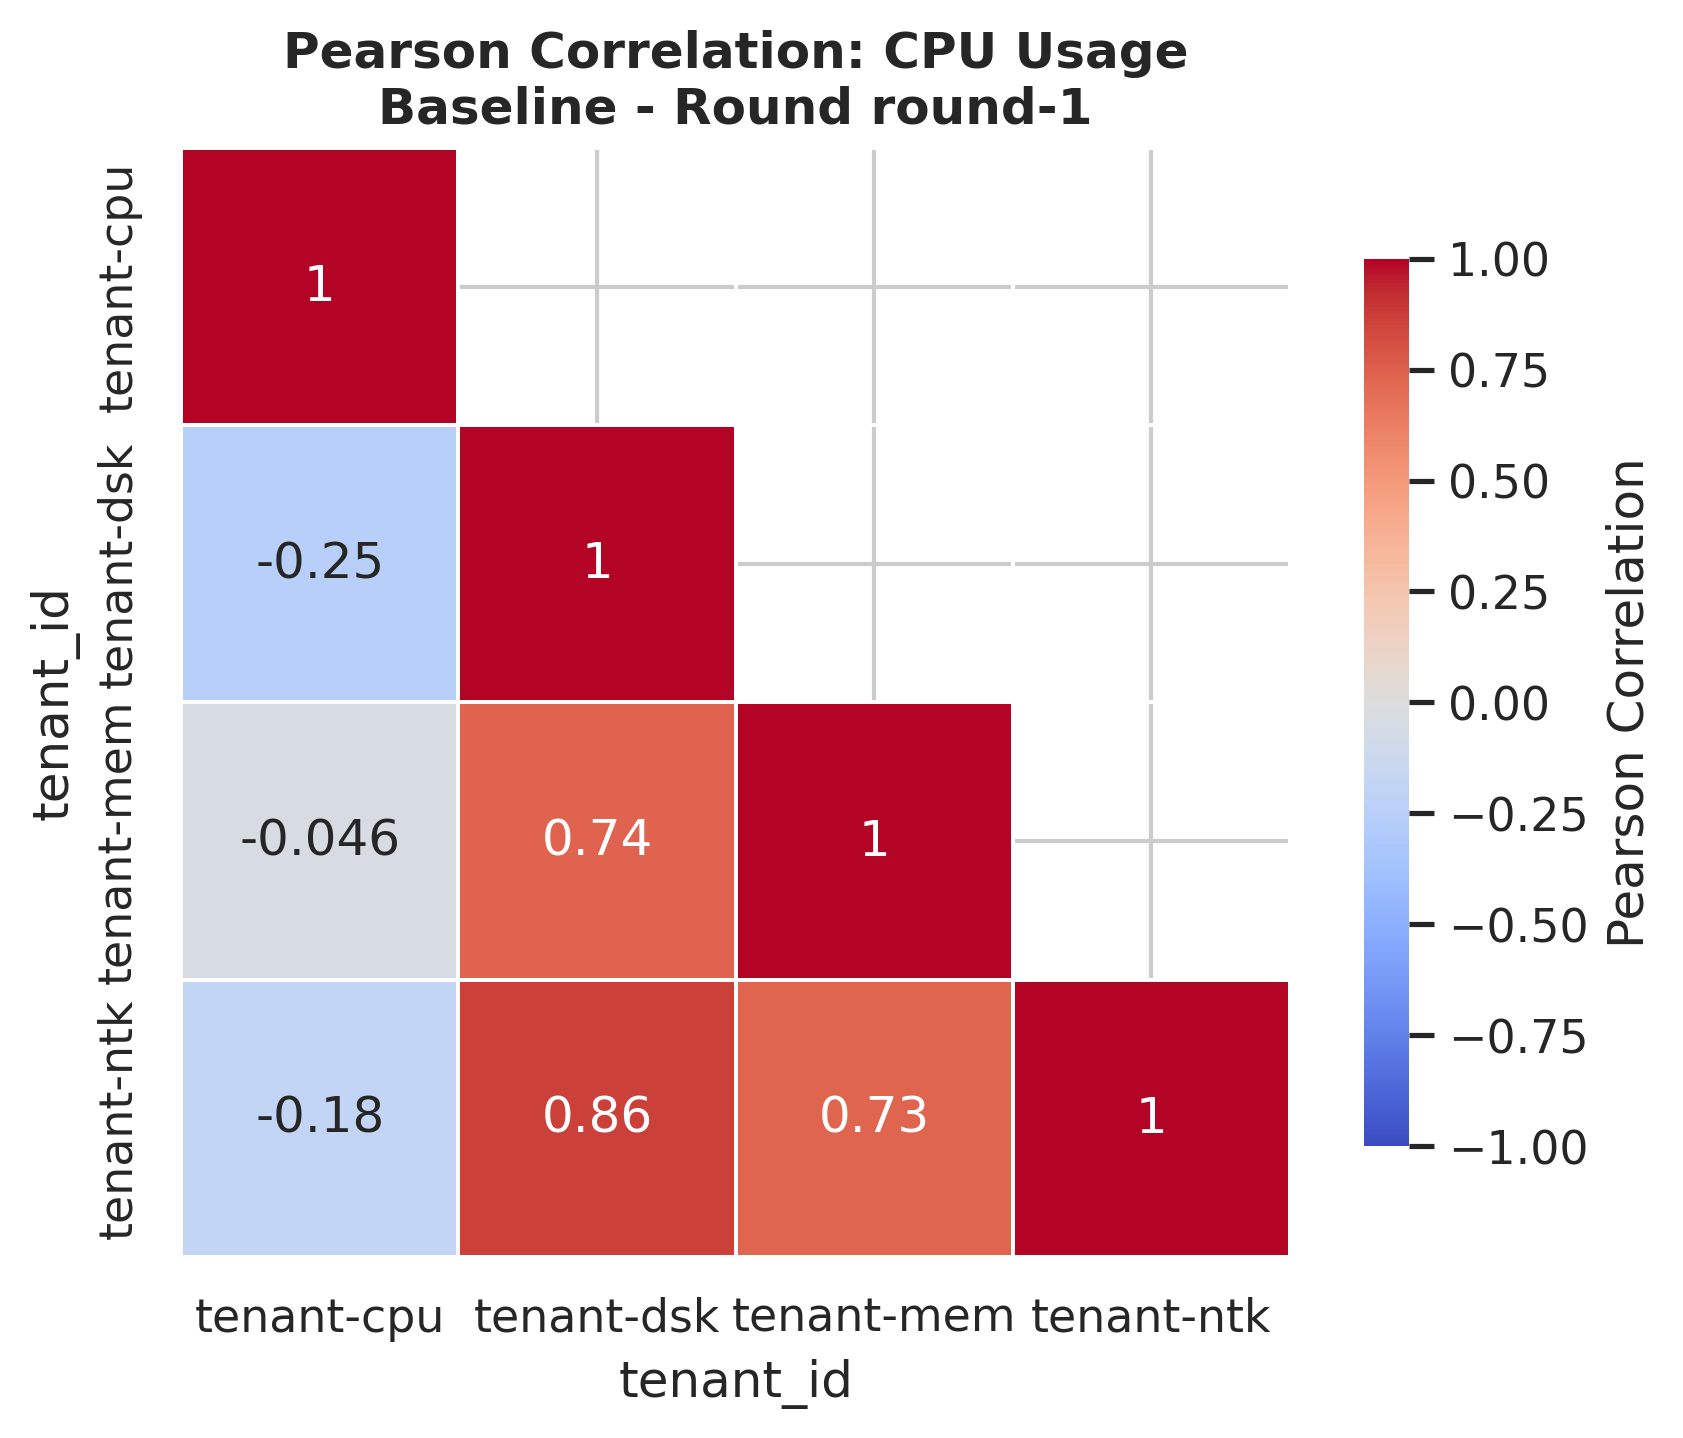 Pearson Correlation: CPU Usage
Baseline - Round round-1
tenant_id
tenant-cpu
tenant-dsk
tenant-mem
tenant-ntk
1
-0.25
1
-0.046
0.74
1
-0.18
0.86
0.73
1
tenant-cpu
tenant-dsk
tenant-mem
tenant-ntk
tenant_id
1.00
0.75
0.50
0.25
0.00
−0.25
−0.50
−0.75
−1.00
Pearson Correlation